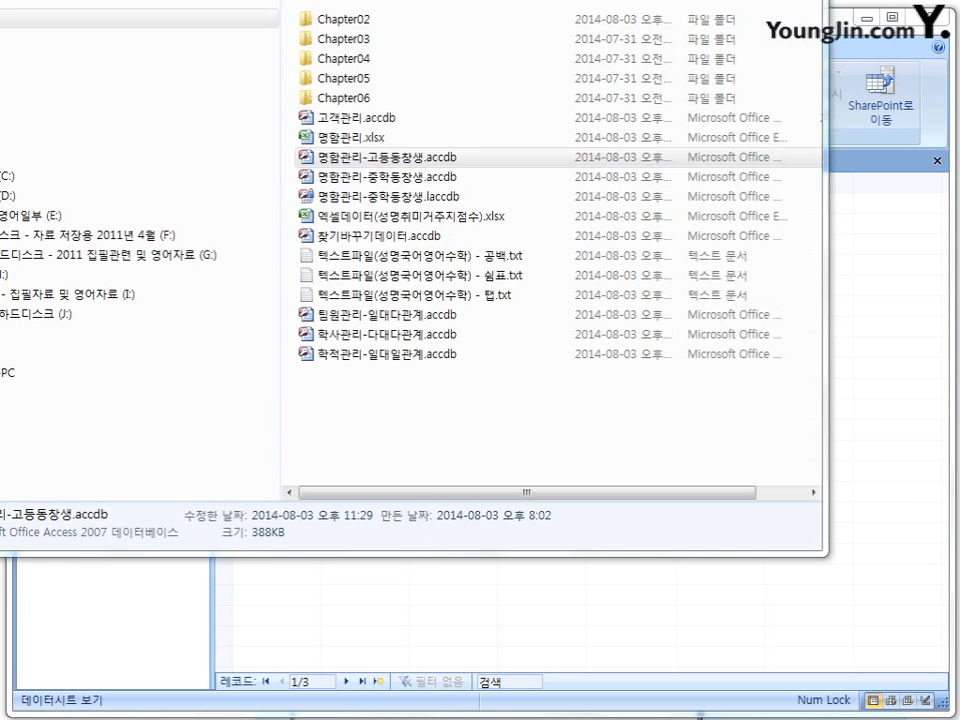 Chapter02 2014-08-03 오후... 파일 폴더
Chapter03 2014-07-31 오전... 파일 폴더
Chapter04 2014-07-31 오전... 파일 폴더
Chapter05 2014-07-31 오전... 파일 폴더
Chapter06 2014-07-31 오전... 파일 폴더
고객관리.accdb 2014-08-03 오후... Microsoft Office ...
명함관리.xlsx 2014-08-03 오후... Microsoft Office E...
명함관리-고등동창생.accdb 2014-08-03 오후... Microsoft Office ...
명함관리-중학동창생.accdb 2014-08-03 오후... Microsoft Office ...
명함관리-중학동창생.laccdb 2014-08-03 오후... Microsoft Office ...
엑셀데이터(성명취미거주지점수).xlsx 2014-08-03 오후... Microsoft Office E...
찾기바꾸기데이터.accdb 2014-08-03 오후... Microsoft Office ...
텍스트파일(성명국어영어수학) - 공백.txt 2014-08-03 오후... 텍스트 문서
텍스트파일(성명국어영어수학) - 쉼표.txt 2014-08-03 오후... 텍스트 문서
텍스트파일(성명국어영어수학) - 탭.txt 2014-08-03 오후... 텍스트 문서
팀원관리-일대다관계.accdb 2014-08-03 오후... Microsoft Office ...
학사관리-다대다관계.accdb 2014-08-03 오후... Microsoft Office ...
학적관리-일대일관계.accdb 2014-08-03 오후... Microsoft Office ...
YoungJin.com Y.
SharePoint로
이동
(C:)
(D:)
영어일부 (E:)
스크 - 자료 저장용 2011년 4월 (F:)
드디스크 - 2011 집필관련 및 영어자료 (G:)
:)
- 집필자료 및 영어자료 (I:)
하드디스크 (J:)
-PC
리-고등동창생.accdb 수정한 날짜: 2014-08-03 오후 11:29 만든 날짜: 2014-08-03 오후 8:02
ft Office Access 2007 데이터베이스 크기: 388KB
레코드: 1/3 필터 없음 검색
데이터시트 보기 Num Lock